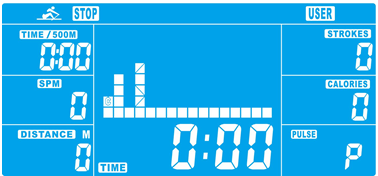 STOP USER
TIME/500M
0:00
SPM
0
DISTANCE M
0
TIME
0:00
STROKES
0
CALORIES
0
PULSE
P